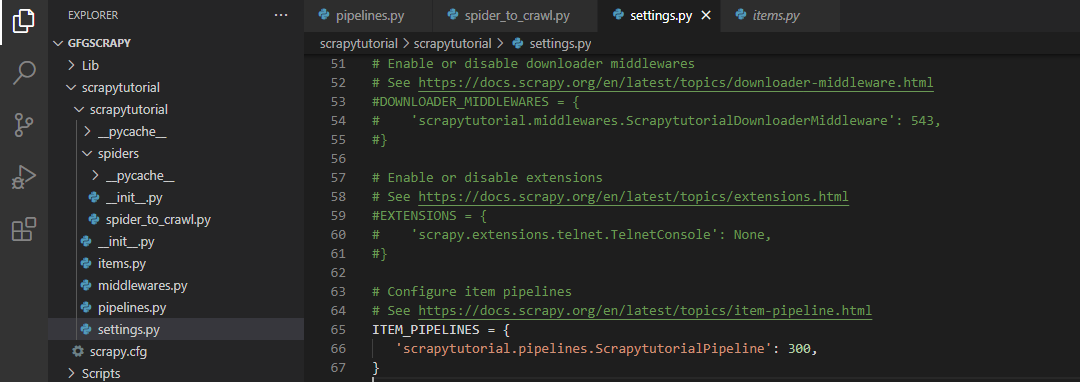 EXPLORER
GFGSCRAPY
Lib
scrapytutorial
scrapytutorial
__pycache__
spiders
__pycache__
__init__.py
spider_to_crawl.py
__init__.py
items.py
middlewares.py
pipelines.py
settings.py
scrapy.cfg
Scripts
pipelines.py spider_to_crawl.py settings.py items.py
scrapytutorial > scrapytutorial > settings.py
51 # Enable or disable downloader middlewares
52 # See https://docs.scrapy.org/en/latest/topics/downloader-middleware.html
53 #DOWNLOADER_MIDDLEWARES = {
54 #    'scrapytutorial.middlewares.ScrapytutorialDownloaderMiddleware': 543,
55 #}
56
57 # Enable or disable extensions
58 # See https://docs.scrapy.org/en/latest/topics/extensions.html
59 #EXTENSIONS = {
60 #    'scrapy.extensions.telnet.TelnetConsole': None,
61 #}
62
63 # Configure item pipelines
64 # See https://docs.scrapy.org/en/latest/topics/item-pipeline.html
65 ITEM_PIPELINES = {
66    'scrapytutorial.pipelines.ScrapytutorialPipeline': 300,
67 }